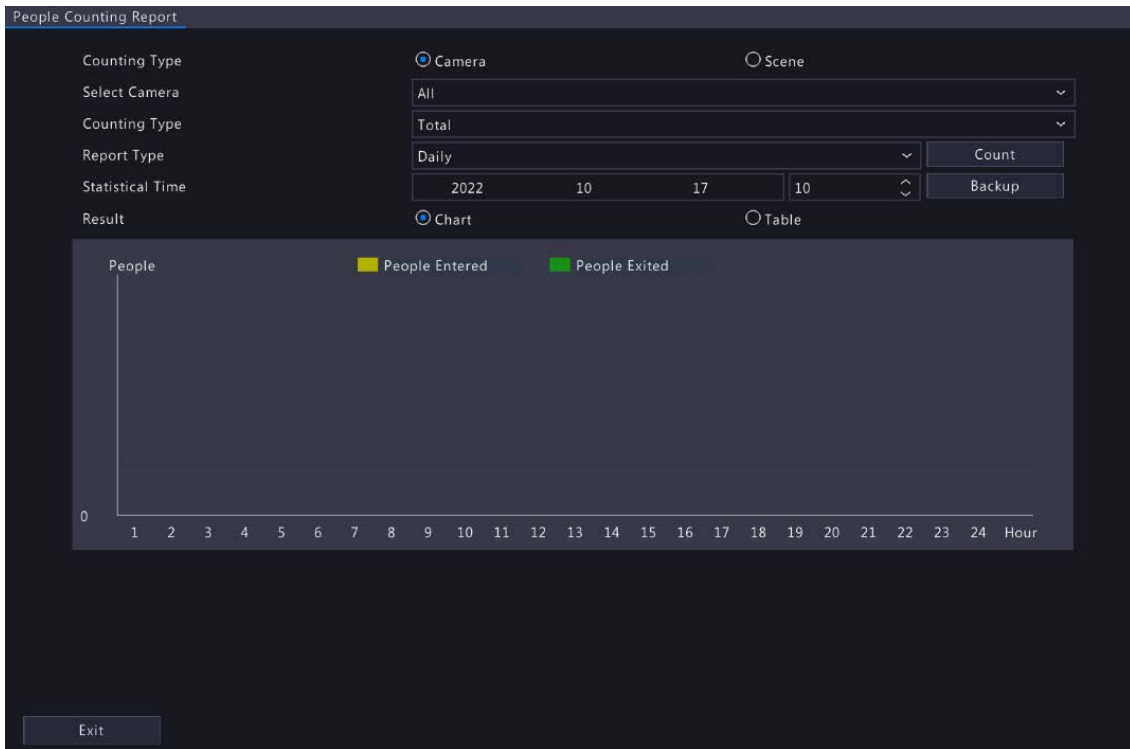 People Counting Report
Counting Type Camera Scene
Select Camera All
Counting Type Total
Report Type Daily Count
Statistical Time 2022 10 17 10 Backup
Result Chart Table
People People Entered People Exited
0
1 2 3 4 5 6 7 8 9 10 11 12 13 14 15 16 17 18 19 20 21 22 23 24 Hour
Exit